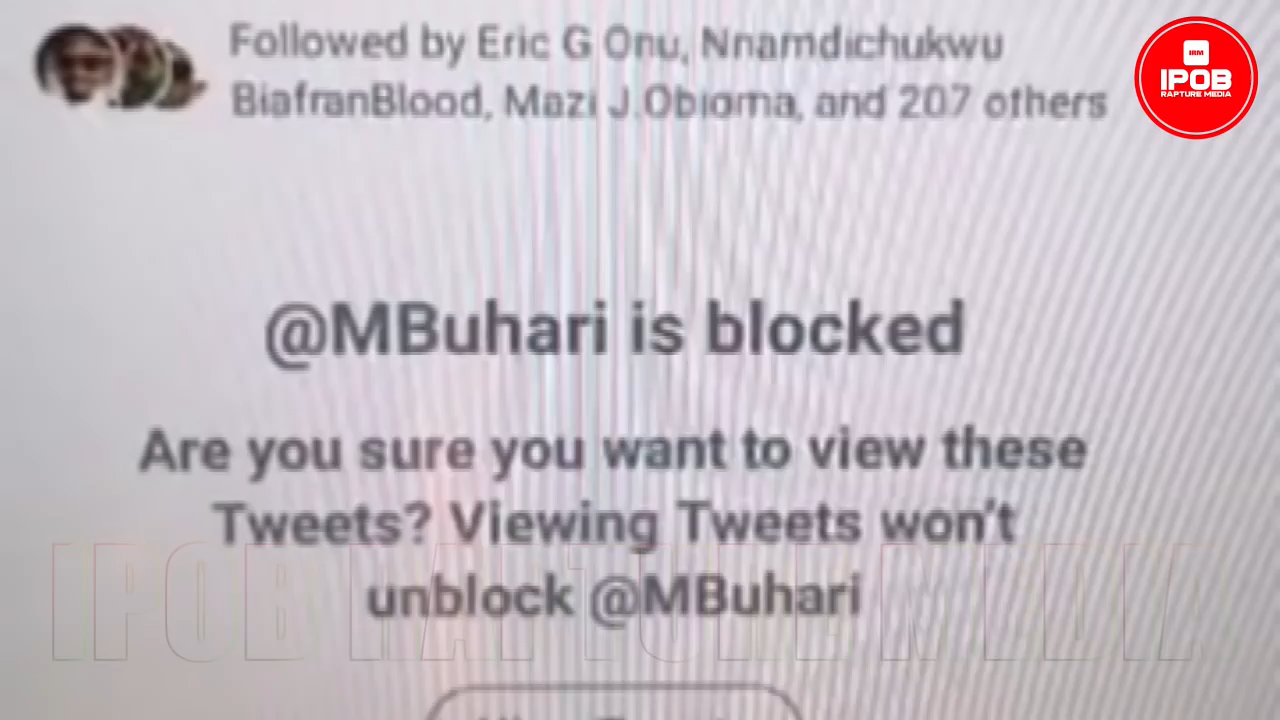 Followed by Eric G Onu, Nnamdichukwu
BiafranBlood, Mazi J.Obioma, and 207 others
IRM
IPOB
RAPTURE MEDIA
@MBuhari is blocked
Are you sure you want to view these
Tweets? Viewing Tweets won't
unblock @MBuhari
IPOB RAPTURE MEDIA